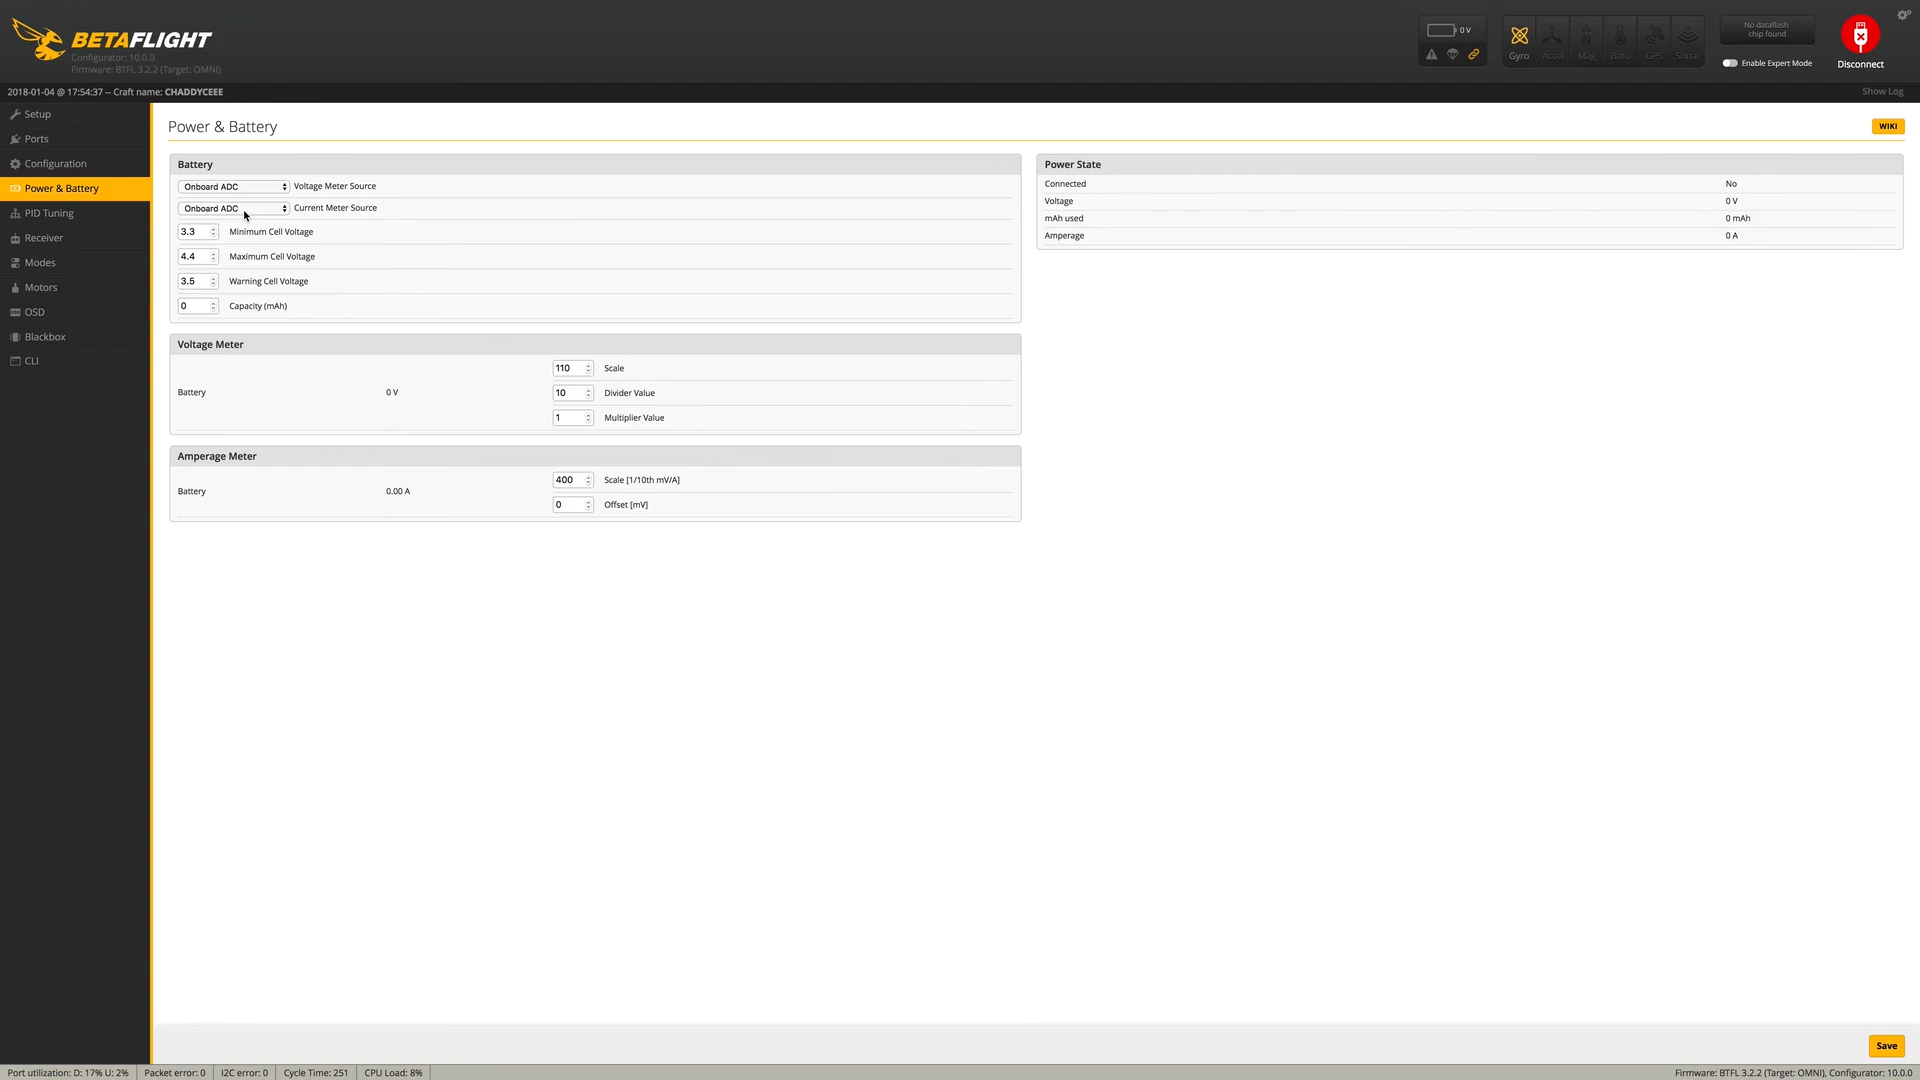 BETAFLIGHT
Configurator: 10.0.0
Firmware: BTFL 3.2.2 (Target: OMNI)
0 V
Gyro
Accel
Mag
Baro
GPS
Sonar
No dataflash
chip found
Enable Expert Mode
Disconnect
2018-01-04 @ 17:54:37 -- Craft name: CHADDYCEEE
Show Log
Setup
Ports
Configuration
Power & Battery
PID Tuning
Receiver
Modes
Motors
OSD
Blackbox
CLI
Power & Battery
WIKI
Battery
Onboard ADC Voltage Meter Source
Onboard ADC Current Meter Source
3.3 Minimum Cell Voltage
4.4 Maximum Cell Voltage
3.5 Warning Cell Voltage
0 Capacity (mAh)
Voltage Meter
Battery 0 V
110 Scale
10 Divider Value
1 Multiplier Value
Amperage Meter
Battery 0.00 A
400 Scale [1/10th mV/A]
0 Offset [mV]
Power State
Connected No
Voltage 0 V
mAh used 0 mAh
Amperage 0 A
Save
Port utilization: D: 17% U: 2% Packet error: 0 I2C error: 0 Cycle Time: 251 CPU Load: 8% Firmware: BTFL 3.2.2 (Target: OMNI), Configurator: 10.0.0